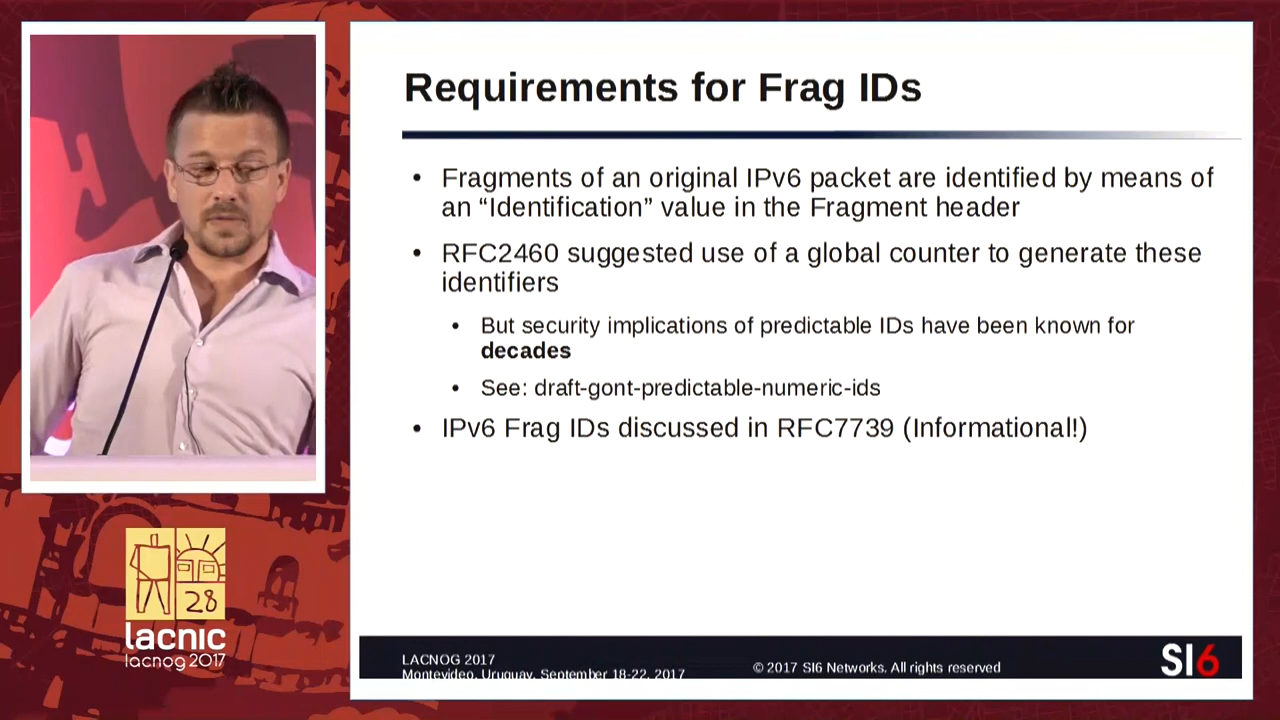 Requirements for Frag IDs
• Fragments of an original IPv6 packet are identified by means of
an “Identification” value in the Fragment header
• RFC2460 suggested use of a global counter to generate these
identifiers
• But security implications of predictable IDs have been known for
decades
• See: draft-gont-predictable-numeric-ids
• IPv6 Frag IDs discussed in RFC7739 (Informational!)
28
lacnic
lacnog 2017
LACNOG 2017
Montevideo, Uruguay, September 18-22, 2017
© 2017 SI6 Networks. All rights reserved
SI6